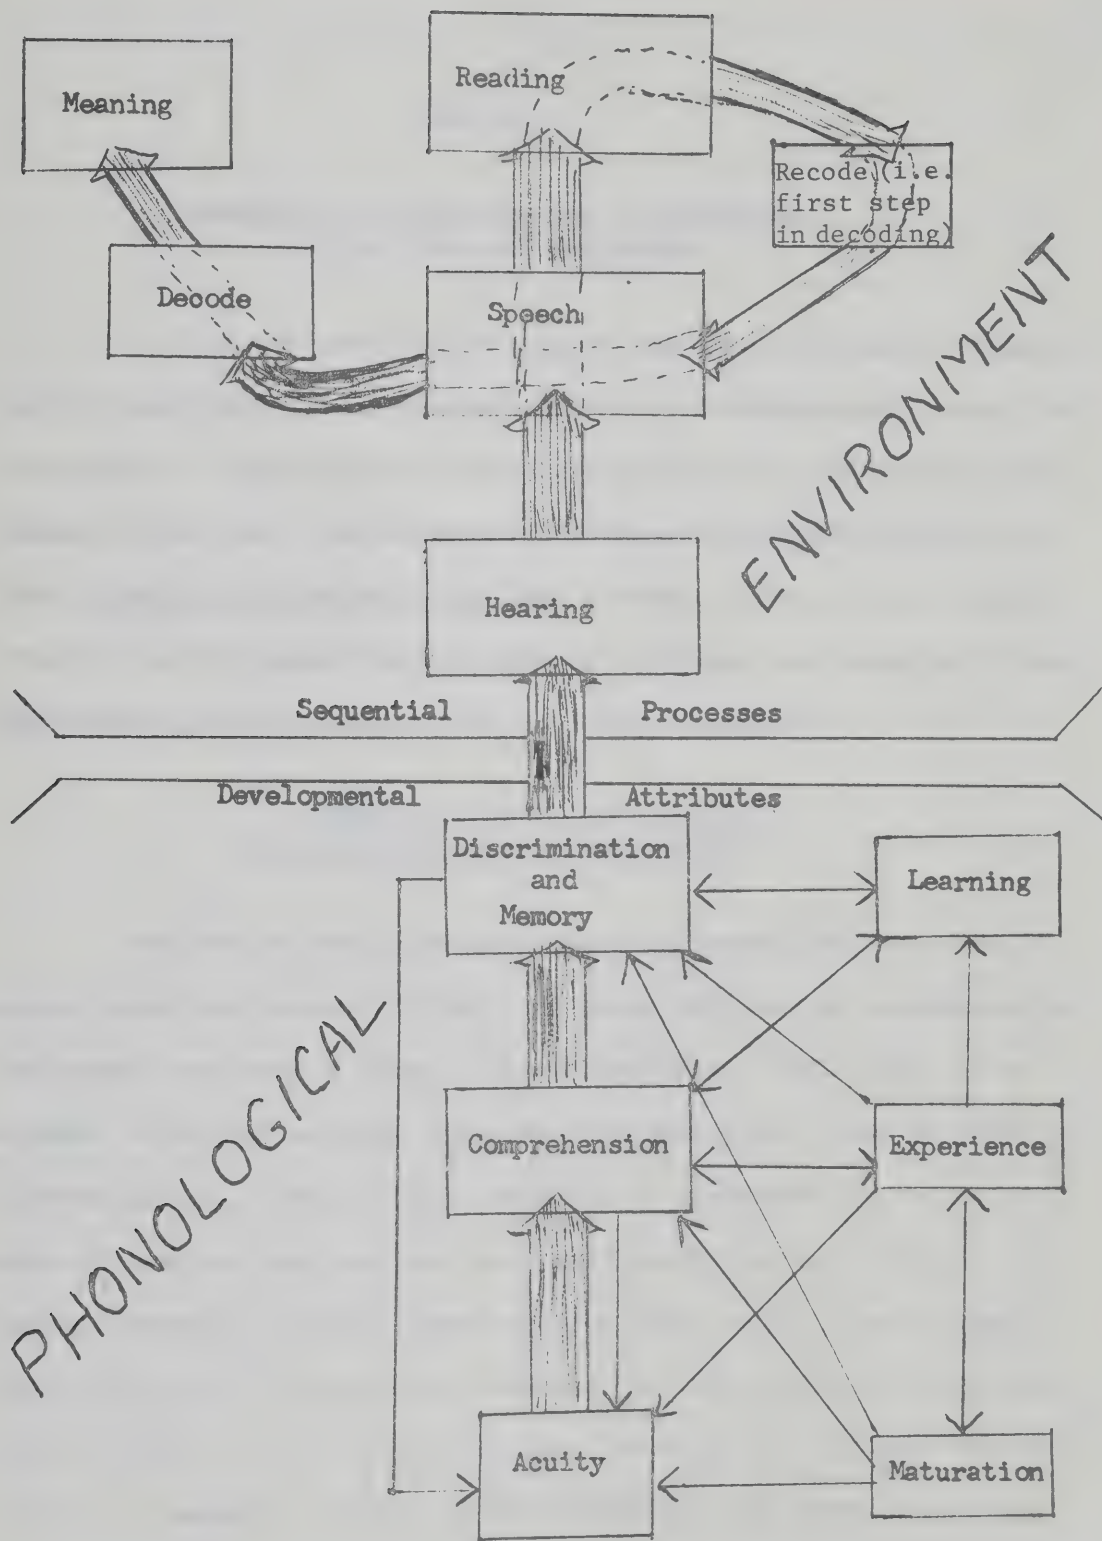 Meaning
Reading
Recode (i.e.
first step
in decoding)
Decode
Speech
ENVIRONMENT
Hearing
Sequential Processes
Developmental Attributes
Discrimination
and
Memory
Learning
PHONOLOGICAL
Comprehension
Experience
Acuity
Maturation